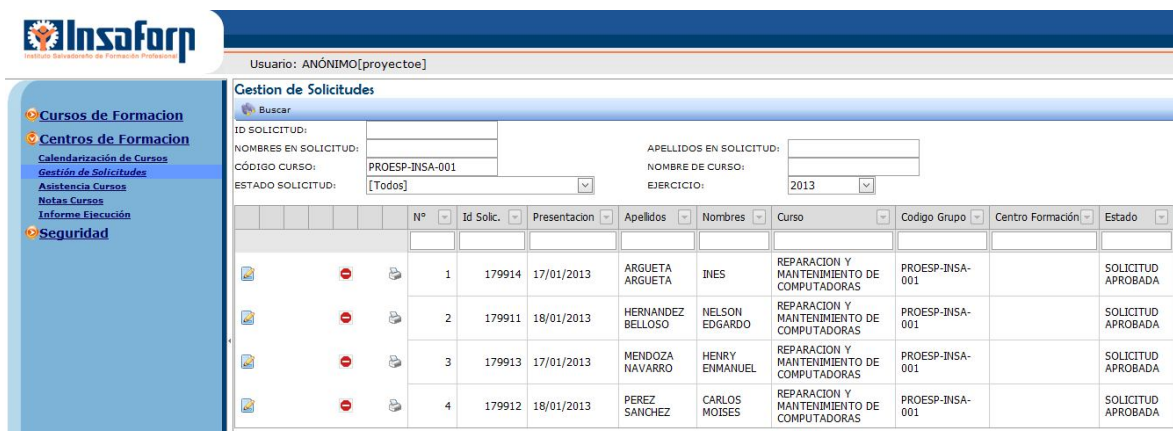 Insaforp
Instituto Salvadoreño de Formación Profesional
Usuario: ANÓNIMO[proyectoe]
Cursos de Formacion
Centros de Formacion
Calendarización de Cursos
Gestión de Solicitudes
Asistencia Cursos
Notas Cursos
Informe Ejecución
Seguridad
Gestion de Solicitudes
Buscar
ID SOLICITUD:
NOMBRES EN SOLICITUD: APELLIDOS EN SOLICITUD:
CÓDIGO CURSO: PROESP-INSA-001 NOMBRE DE CURSO:
ESTADO SOLICITUD: [Todos] EJERCICIO: 2013
N° Id Solic. Presentacion Apellidos Nombres Curso Codigo Grupo Centro Formación Estado
REPARACION Y
ARGUETA PROESP-INSA- SOLICITUD
1 179914 17/01/2013 INES MANTENIMIENTO DE
ARGUETA 001 APROBADA
COMPUTADORAS
REPARACION Y
HERNANDEZ NELSON PROESP-INSA- SOLICITUD
2 179911 18/01/2013 MANTENIMIENTO DE
BELLOSO EDGARDO 001 APROBADA
COMPUTADORAS
REPARACION Y
MENDOZA HENRY PROESP-INSA- SOLICITUD
3 179913 17/01/2013 MANTENIMIENTO DE
NAVARRO ENMANUEL 001 APROBADA
COMPUTADORAS
REPARACION Y
PEREZ CARLOS PROESP-INSA- SOLICITUD
4 179912 18/01/2013 MANTENIMIENTO DE
SANCHEZ MOISES 001 APROBADA
COMPUTADORAS